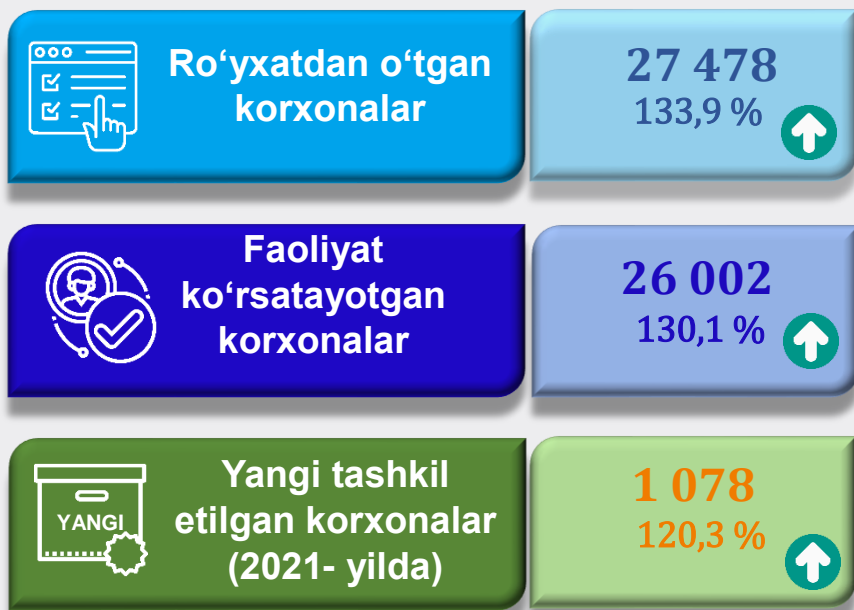 Ro‘yxatdan o‘tgan
korxonalar
27 478
133,9 %
Faoliyat
ko‘rsatayotgan
korxonalar
26 002
130,1 %
YANGI
Yangi tashkil
etilgan korxonalar
(2021- yilda)
1 078
120,3 %